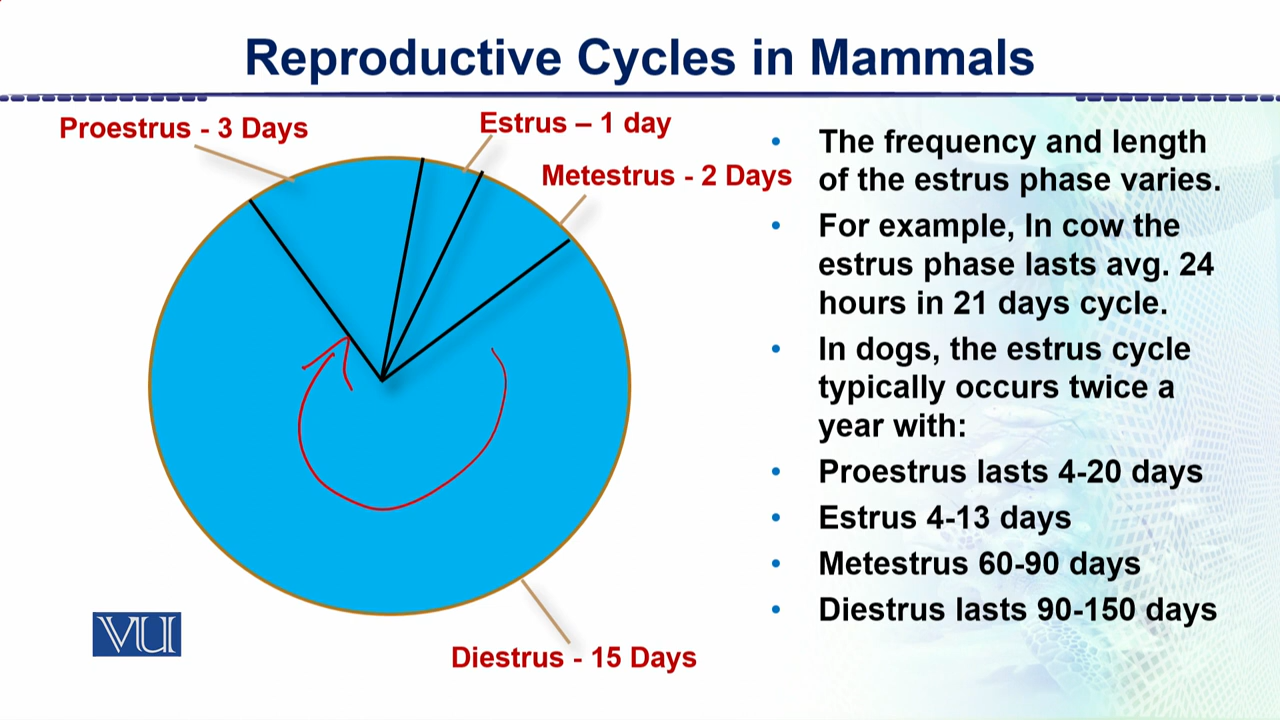 Reproductive Cycles in Mammals
Proestrus - 3 Days
Estrus – 1 day
Metestrus - 2 Days
Diestrus - 15 Days
VU
• The frequency and length
of the estrus phase varies.
• For example, In cow the
estrus phase lasts avg. 24
hours in 21 days cycle.
• In dogs, the estrus cycle
typically occurs twice a
year with:
• Proestrus lasts 4-20 days
• Estrus 4-13 days
• Metestrus 60-90 days
• Diestrus lasts 90-150 days